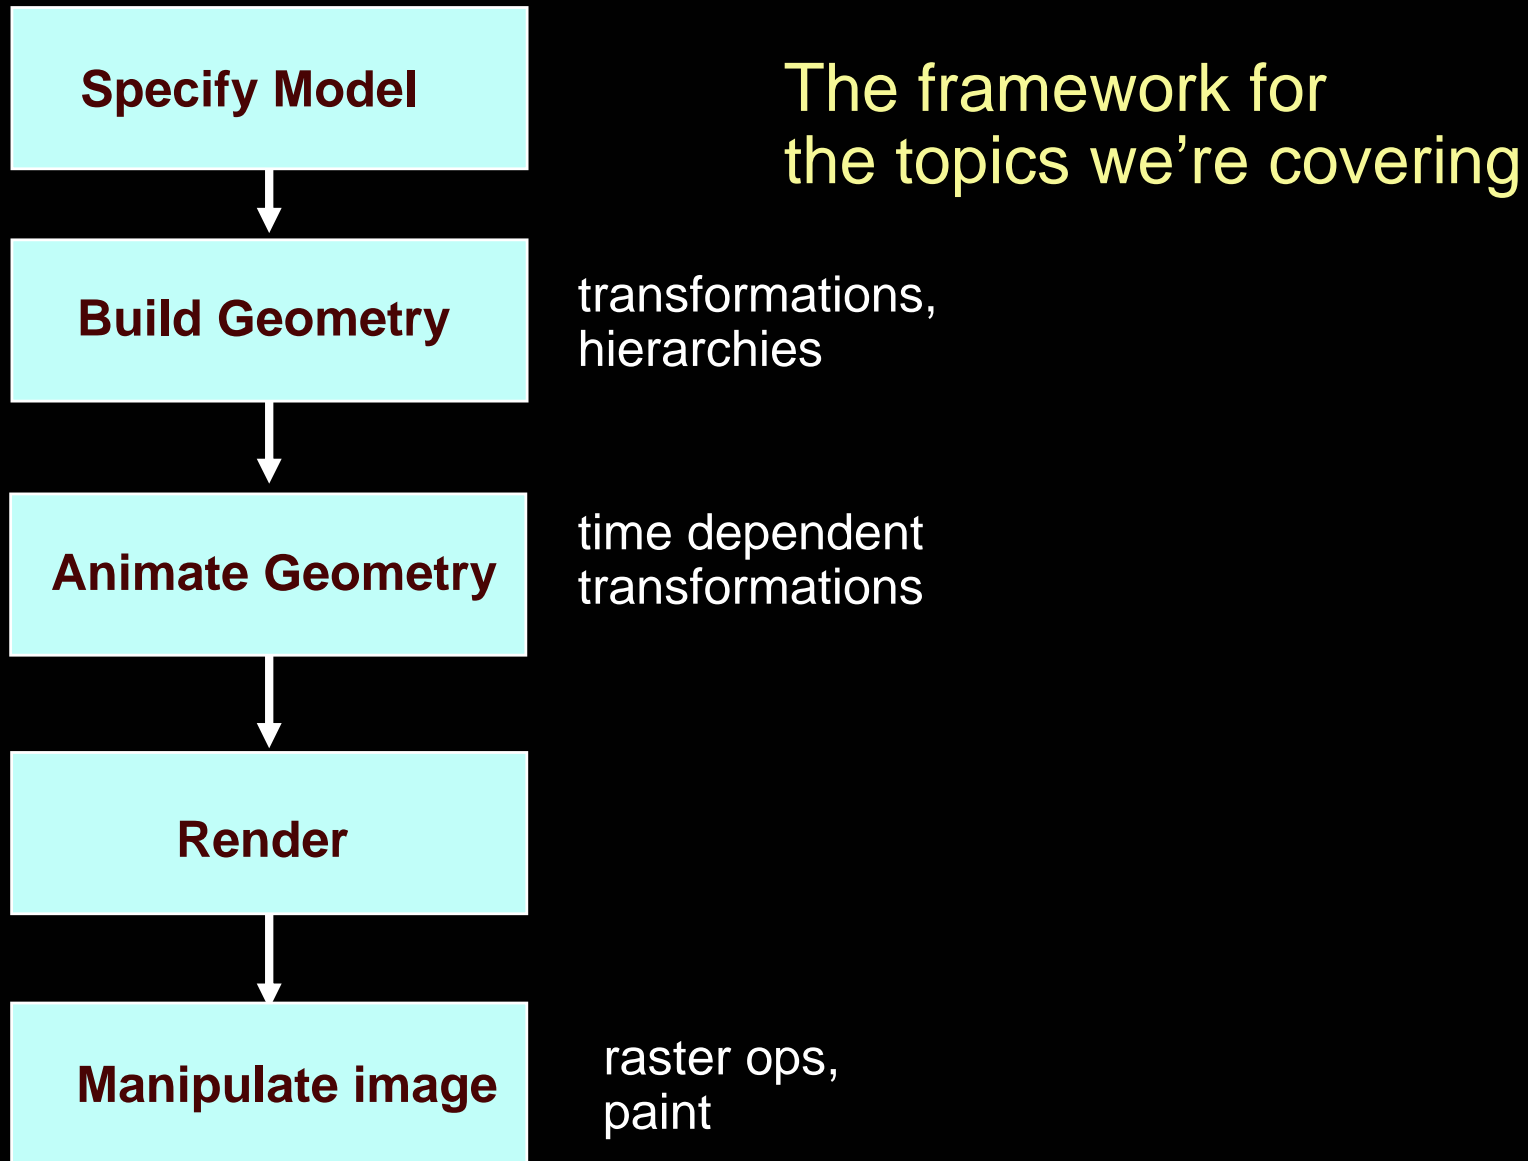 Specify Model
The framework for
the topics we’re covering
Build Geometry
transformations,
hierarchies
Animate Geometry
time dependent
transformations
Render
Manipulate image
raster ops,
paint